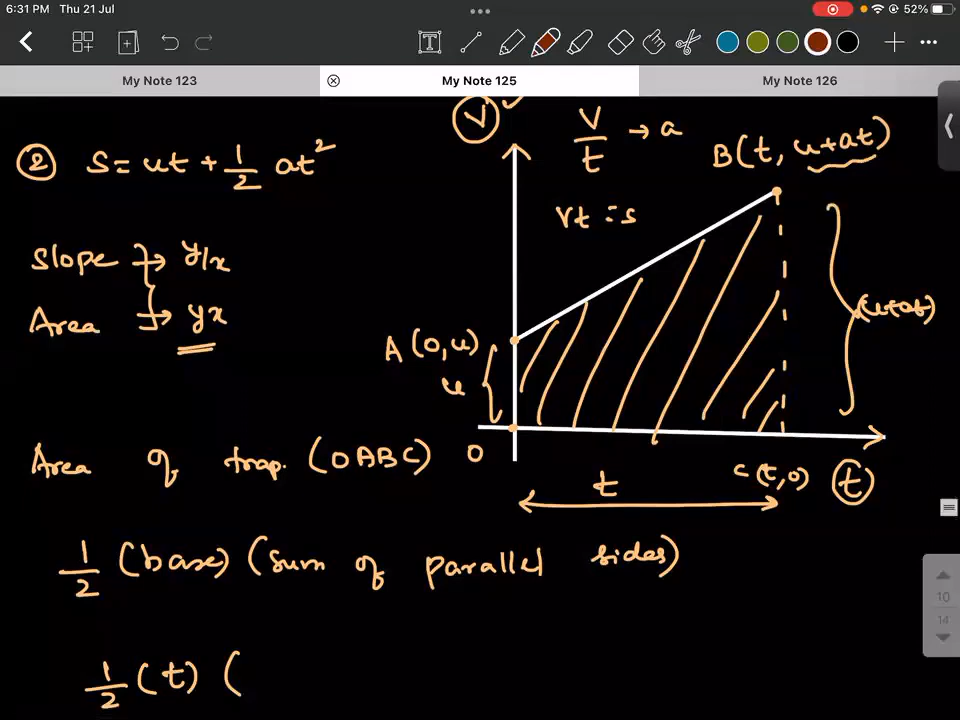 6:31 PM Thu 21 Jul
52%
My Note 123
My Note 125
My Note 126
② S = ut + 1/2 at²
Slope → y/x
Area → yx
Area of trap. (OABC)
1/2 (base) (sum of parallel sides)
1/2 (t) (
V
V/t → a
B(t, u+at)
vt = s
A (0, u)
u
(u+at)
O
t
C(t, 0)
t
10
14